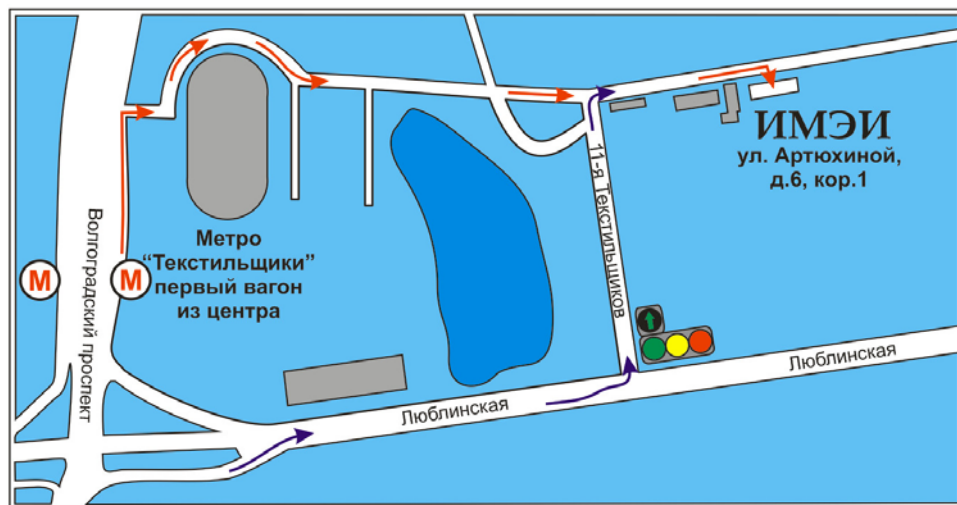 ИМЭИ
ул. Артюхиной,
д.6, кор.1
11-я Текстильщиков
Волгоградский проспект
Метро
“Текстильщики”
первый вагон
из центра
М
М
Люблинская
Люблинская